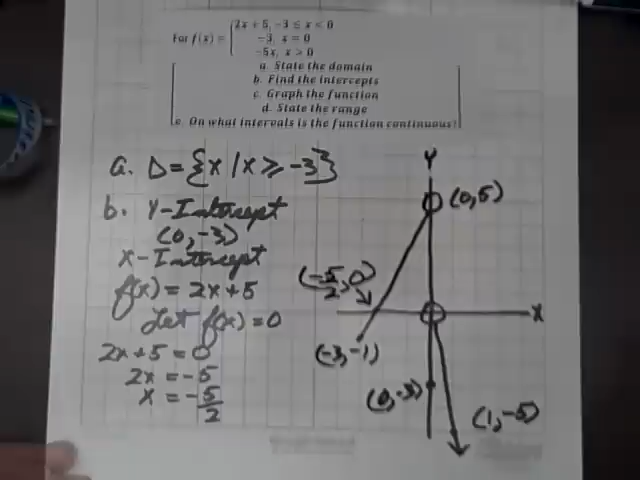 For f(x) = { 2x + 5, −3 ≤ x < 0
−3, x = 0
−5x, x > 0
a. State the domain
b. Find the intercepts
c. Graph the function
d. State the range
e. On what intervals is the function continuous?
a. D = {x | x ≥ -3}
b. Y-Intercept
(0, -3)
X-Intercept
f(x) = 2x + 5
Let f(x) = 0
2x + 5 = 0
2x = -5
x = -5/2
Y
(0, 5)
(-5/2, 0)
X
(-3, -1)
(0, -3)
(1, -5)